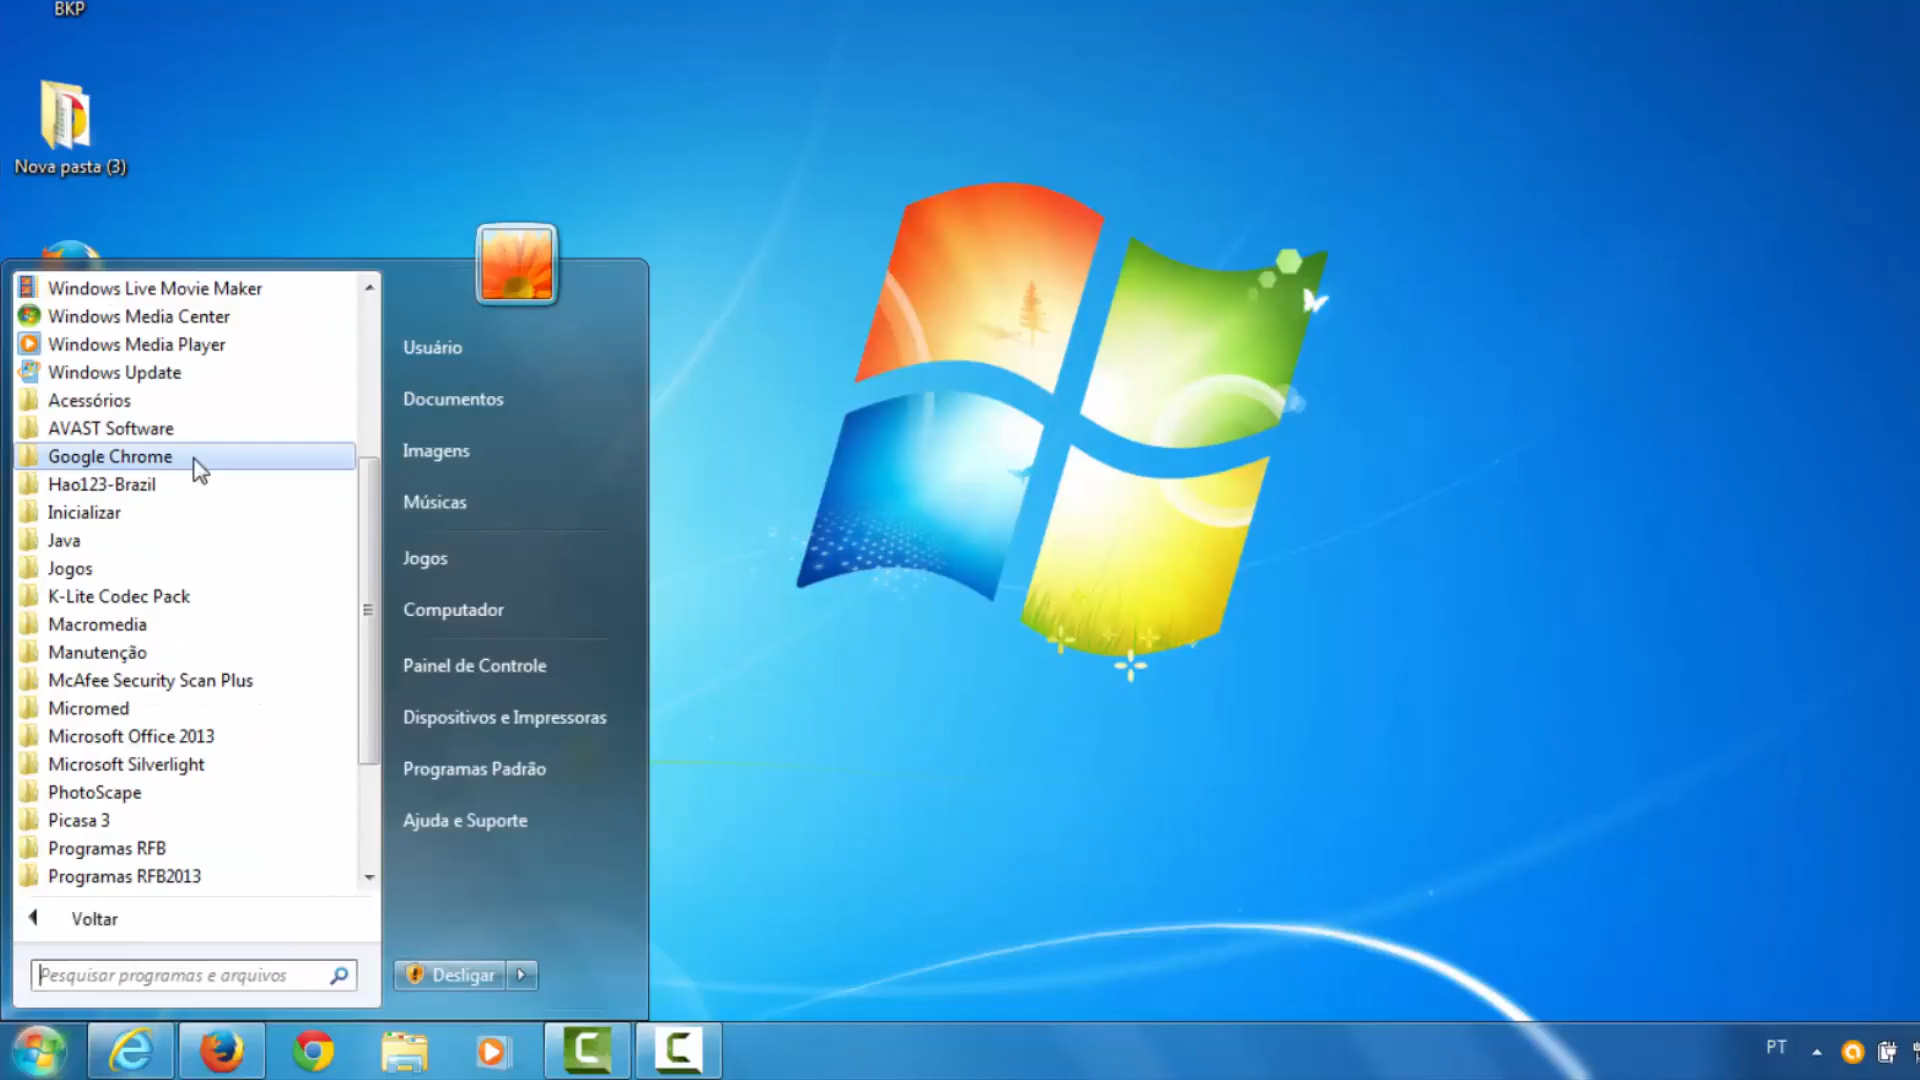 BKP
Nova pasta (3)
Windows Live Movie Maker
Windows Media Center
Windows Media Player
Windows Update
Acessórios
AVAST Software
Google Chrome
Hao123-Brazil
Inicializar
Java
Jogos
K-Lite Codec Pack
Macromedia
Manutenção
McAfee Security Scan Plus
Micromed
Microsoft Office 2013
Microsoft Silverlight
PhotoScape
Picasa 3
Programas RFB
Programas RFB2013
Voltar
Pesquisar programas e arquivos
Usuário
Documentos
Imagens
Músicas
Jogos
Computador
Painel de Controle
Dispositivos e Impressoras
Programas Padrão
Ajuda e Suporte
Desligar
PT